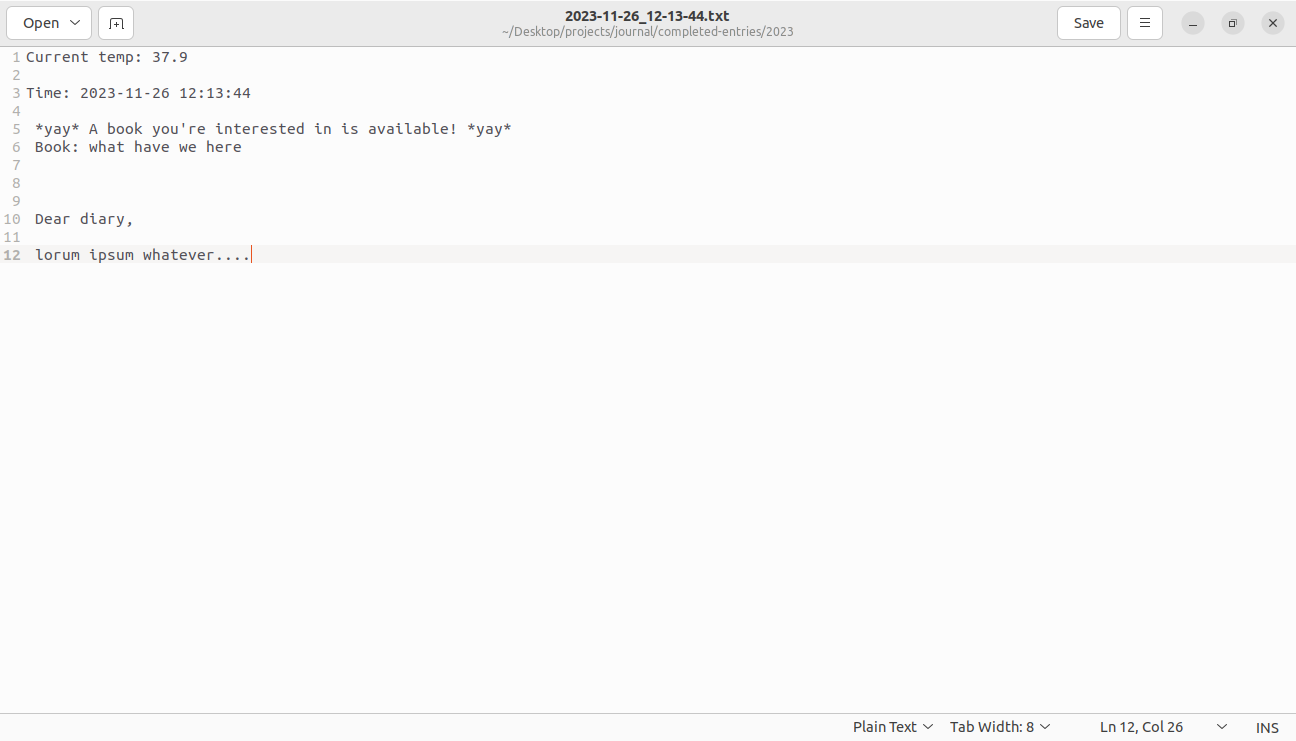 Open
2023-11-26_12-13-44.txt
~/Desktop/projects/journal/completed-entries/2023
Save
1 Current temp: 37.9
2
3 Time: 2023-11-26 12:13:44
4
5  *yay* A book you're interested in is available! *yay*
6  Book: what have we here
7
8
9
10  Dear diary,
11
12  lorum ipsum whatever....
Plain Text Tab Width: 8 Ln 12, Col 26 INS